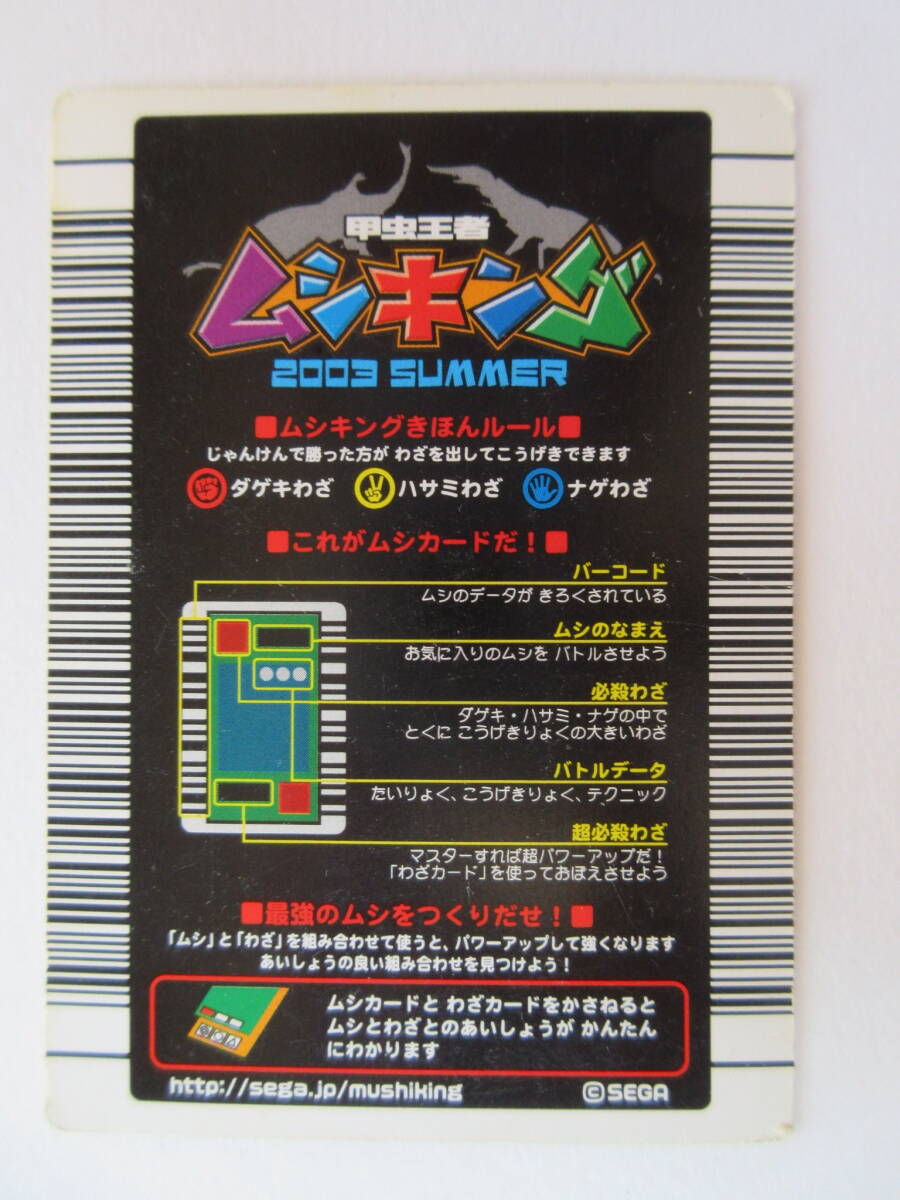 甲虫王者
ムシキング
2003 SUMMER
■ムシキングきほんルール■
じゃんけんで勝った方が わざを出してこうげきできます
ダゲキわざ ハサミわざ ナゲわざ
■これがムシカードだ！■
バーコード
ムシのデータが きろくされている
ムシのなまえ
お気に入りのムシを バトルさせよう
必殺わざ
ダゲキ・ハサミ・ナゲの中で
とくに こうげきりょくの大きいわざ
バトルデータ
たいりょく、こうげきりょく、テクニック
超必殺わざ
マスターすれば超パワーアップだ！
「わざカード」を使っておぼえさせよう
■最強のムシをつくりだせ！■
「ムシ」と「わざ」を組み合わせて使うと、パワーアップして強くなります
あいしょうの良い組み合わせを見つけよう！
ムシカードと わざカードをかさねると
ムシとわざとのあいしょうが かんたん
にわかります
http://sega.jp/mushiking ©SEGA